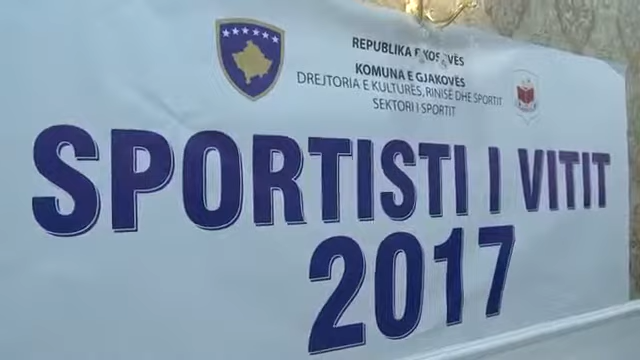 REPUBLIKA E KOSOVËS
KOMUNA E GJAKOVËS
DREJTORIA E KULTURËS, RINISË DHE SPORTIT
SEKTORI I SPORTIT
SPORTISTI I VITIT
2017